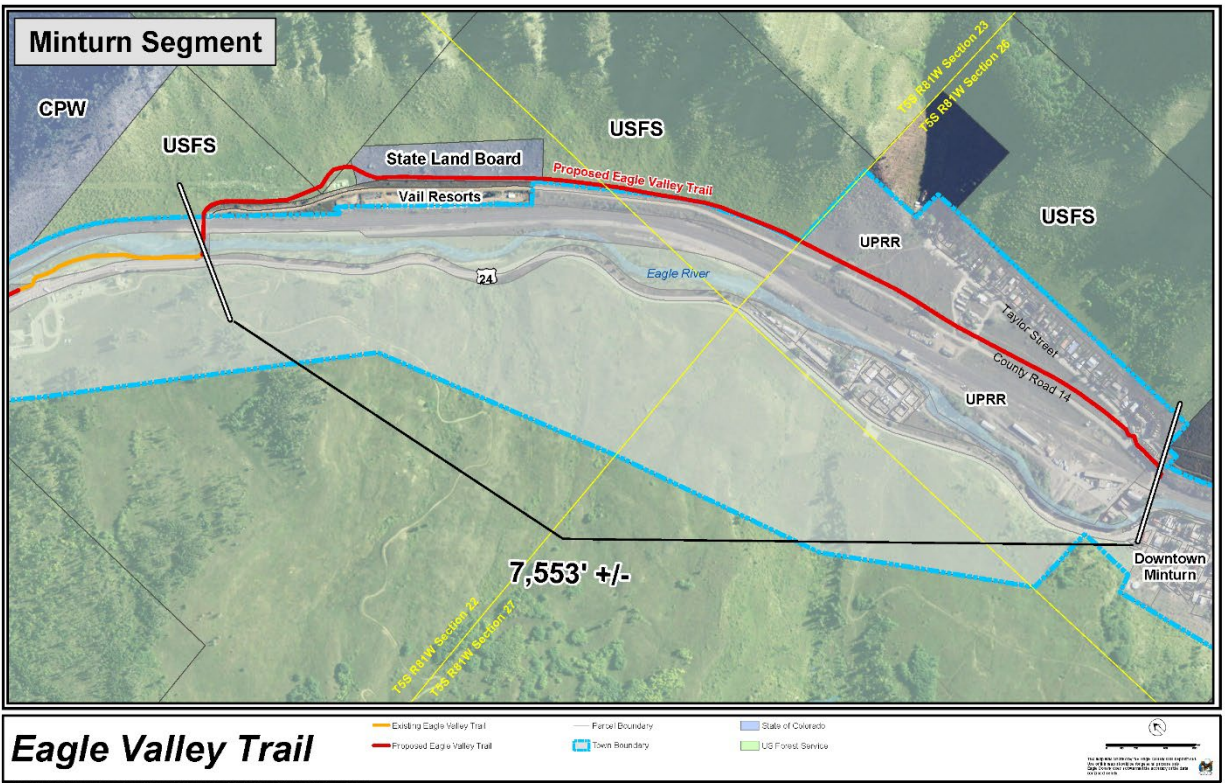 Minturn Segment
CPW
USFS
State Land Board
Vail Resorts
USFS
Proposed Eagle Valley Trail
T5S R81W Section 23
T5S R81W Section 26
USFS
UPRR
Eagle River
24
Taylor Street
County Road 14
UPRR
Downtown
Minturn
7,553' +/-
T5S R81W Section 22
T5S R81W Section 27
Eagle Valley Trail
Existing Eagle Valley Trail
Proposed Eagle Valley Trail
Parcel Boundary
Town Boundary
State of Colorado
US Forest Service